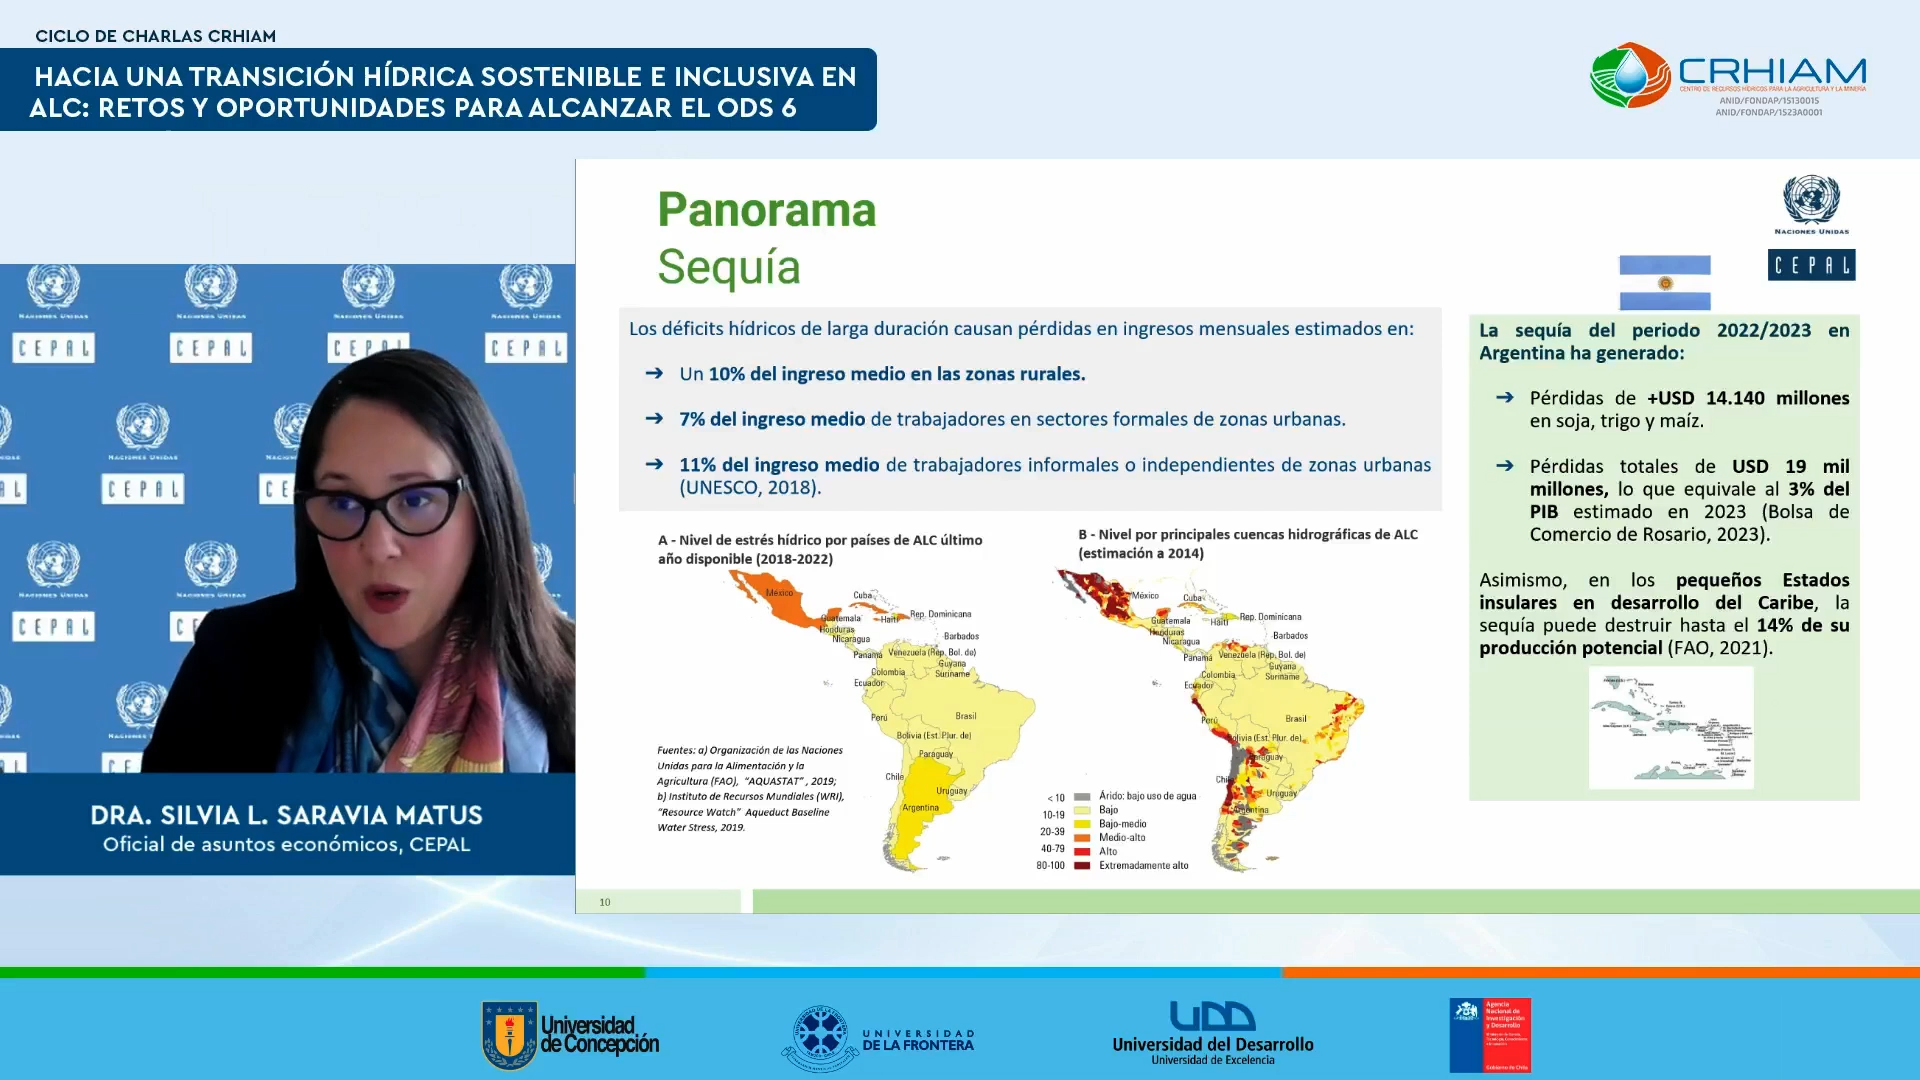 CICLO DE CHARLAS CRHIAM
HACIA UNA TRANSICIÓN HÍDRICA SOSTENIBLE E INCLUSIVA EN
ALC: RETOS Y OPORTUNIDADES PARA ALCANZAR EL ODS 6
CRHIAM
CENTRO DE RECURSOS HÍDRICOS PARA LA AGRICULTURA Y LA MINERÍA
ANID/FONDAP/15130015
ANID/FONDAP/1523A0001
NACIONES UNIDAS
CEPAL
Panorama
Sequía
Los déficits hídricos de larga duración causan pérdidas en ingresos mensuales estimados en:
➔ Un 10% del ingreso medio en las zonas rurales.
➔ 7% del ingreso medio de trabajadores en sectores formales de zonas urbanas.
➔ 11% del ingreso medio de trabajadores informales o independientes de zonas urbanas
(UNESCO, 2018).
La sequía del periodo 2022/2023 en
Argentina ha generado:
➔ Pérdidas de +USD 14.140 millones
en soja, trigo y maíz.
➔ Pérdidas totales de USD 19 mil
millones, lo que equivale al 3% del
PIB estimado en 2023 (Bolsa de
Comercio de Rosario, 2023).
Asimismo, en los pequeños Estados
insulares en desarrollo del Caribe, la
sequía puede destruir hasta el 14% de su
producción potencial (FAO, 2021).
A - Nivel de estrés hídrico por países de ALC último
año disponible (2018-2022)
México
Cuba
Haití
Rep. Dominicana
Guatemala
Honduras
Nicaragua
Barbados
Panamá
Venezuela (Rep. Bol. de)
Guyana
Suriname
Colombia
Ecuador
Perú
Brasil
Bolivia (Est. Plur. de)
Paraguay
Chile
Uruguay
Argentina
Fuentes: a) Organización de las Naciones
Unidas para la Alimentación y la
Agricultura (FAO), "AQUASTAT" , 2019;
b) Instituto de Recursos Mundiales (WRI),
"Resource Watch" Aqueduct Baseline
Water Stress, 2019.
B - Nivel por principales cuencas hidrográficas de ALC
(estimación a 2014)
México
Cuba
Haití
Rep. Dominicana
Guatemala
Honduras
Nicaragua
Barbados
Panamá
Venezuela (Rep. Bol. de)
Guyana
Suriname
Colombia
Ecuador
Perú
Brasil
Bolivia (Est. Plur. de)
Paraguay
Chile
Uruguay
Argentina
< 10 Árido: bajo uso de agua
10-19 Bajo
20-39 Bajo-medio
40-79 Medio-alto
80-100 Alto
Extremadamente alto
10
NACIONES UNIDAS
CEPAL
DRA. SILVIA L. SARAVIA MATUS
Oficial de asuntos económicos, CEPAL
Universidad
de Concepción
UNIVERSIDAD
DE LA FRONTERA
UDD
Universidad del Desarrollo
Universidad de Excelencia
Agencia
Nacional de
Investigación
y Desarrollo
Gobierno de Chile